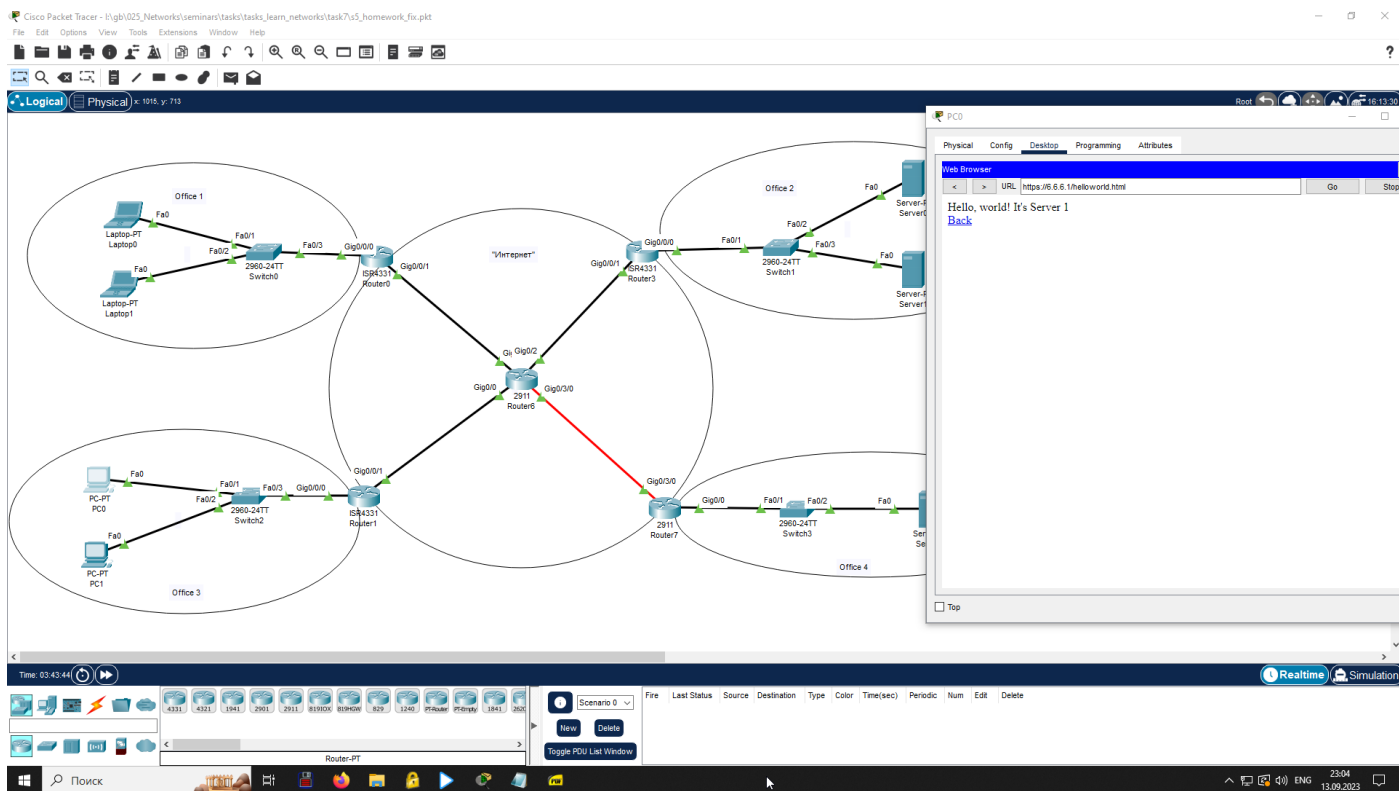 Cisco Packet Tracer - I:\gb\025_Networks\seminars\tasks\tasks_learn_networks\task7\s5_homework_fix.pkt
File Edit Options View Tools Extensions Window Help
?
Logical Physical x: 1015, y: 713
Root 16:13:30
PC0
Physical Config Desktop Programming Attributes
Web Browser
< > URL https://6.6.6.1/helloworld.html Go Stop
Hello, world! It's Server 1
Back
Top
Office 1
Fa0
Laptop-PT
Laptop0
Fa0/1
Fa0/2
Fa0/3
Gig0/0/0
2960-24TT
Switch0
ISR4331
Router0
Gig0/0/1
Fa0
Laptop-PT
Laptop1
"Интернет"
Office 2
Gig0/0/0
Gig0/0/1
ISR4331
Router3
Fa0/1
Fa0/2
Fa0/3
2960-24TT
Switch1
Fa0
Server-P
Server0
Fa0
Server-P
Server1
Gig0/2
Gig0/0
Gig0/3/0
2911
Router6
Fa0
PC-PT
PC0
Fa0/1
Fa0/2
Fa0/3
Gig0/0/0
2960-24TT
Switch2
Gig0/0/1
ISR4331
Router1
Fa0
PC-PT
PC1
Office 3
Gig0/3/0
Gig0/0
2911
Router7
Fa0/1
Fa0/2
2960-24TT
Switch3
Fa0
Ser
Se
Office 4
Time: 03:43:44
Realtime Simulation
4331 4321 1941 2901 2911 819IOX 819HGW 829 1240 PT-Router PT-Empty 1841 2620
Router-PT
Scenario 0
New Delete
Toggle PDU List Window
Fire Last Status Source Destination Type Color Time(sec) Periodic Num Edit Delete
Поиск
ENG
23:04
13.09.2023